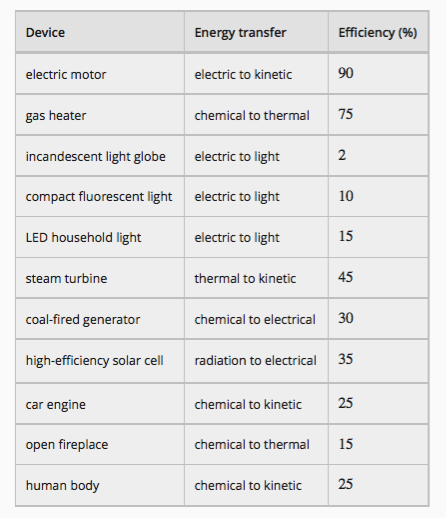 Device Energy transfer Efficiency (%)
electric motor electric to kinetic 90
gas heater chemical to thermal 75
incandescent light globe electric to light 2
compact fluorescent light electric to light 10
LED household light electric to light 15
steam turbine thermal to kinetic 45
coal-fired generator chemical to electrical 30
high-efficiency solar cell radiation to electrical 35
car engine chemical to kinetic 25
open fireplace chemical to thermal 15
human body chemical to kinetic 25